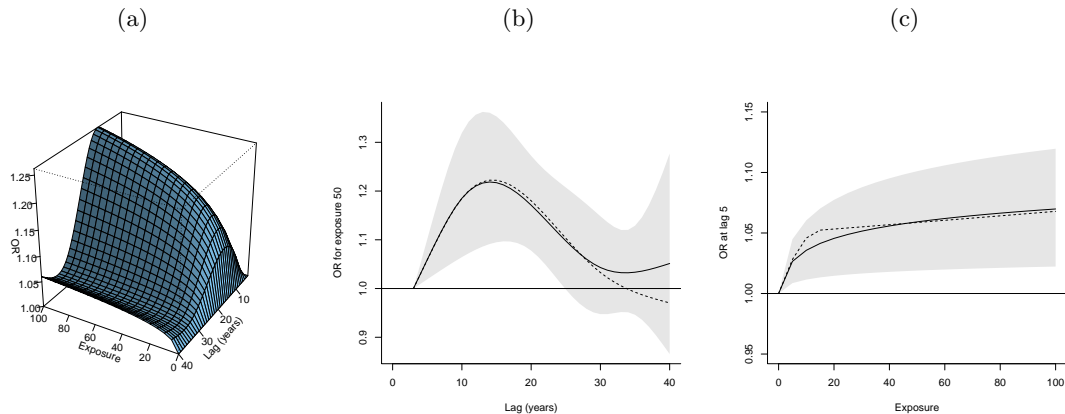 (a)
(b)
(c)
1.25
1.20
1.15
1.10
1.05
1.00
OR
100
80
60
40
20
0
Exposure
40
30
20
10
Lag (years)
1.3
1.2
1.1
1.0
0.9
OR for exposure 50
0 10 20 30 40
Lag (years)
1.15
1.10
1.05
1.00
0.95
OR at lag 5
0 20 40 60 80 100
Exposure